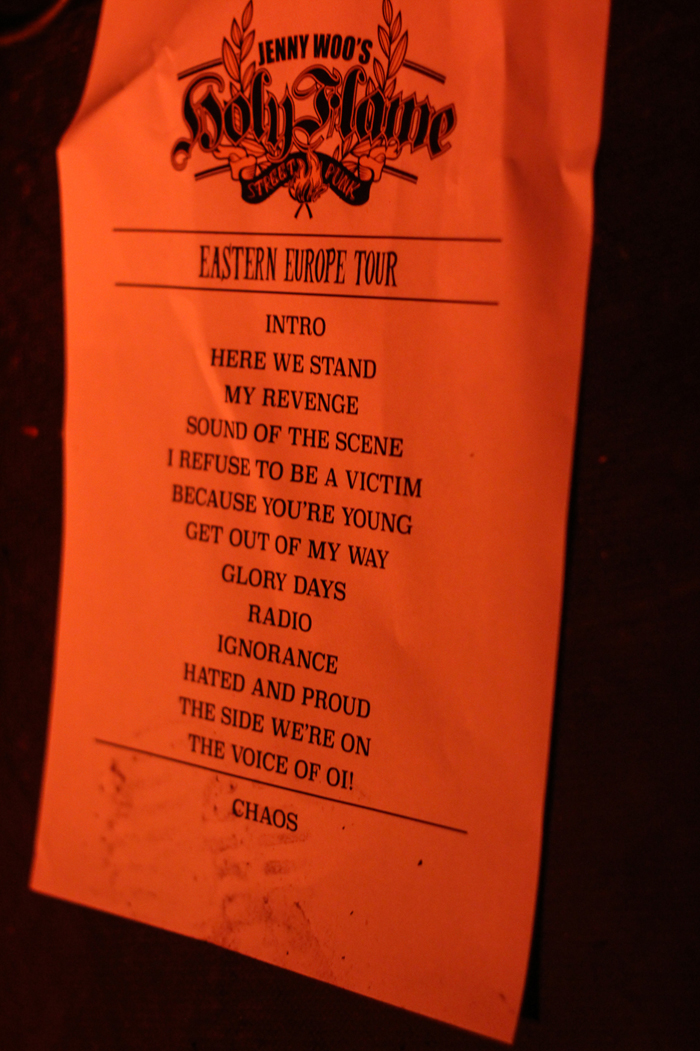 JENNY WOO'S
Holy Flame
STREET PUNK
EASTERN EUROPE TOUR
INTRO
HERE WE STAND
MY REVENGE
SOUND OF THE SCENE
I REFUSE TO BE A VICTIM
BECAUSE YOU'RE YOUNG
GET OUT OF MY WAY
GLORY DAYS
RADIO
IGNORANCE
HATED AND PROUD
THE SIDE WE'RE ON
THE VOICE OF OI!
CHAOS